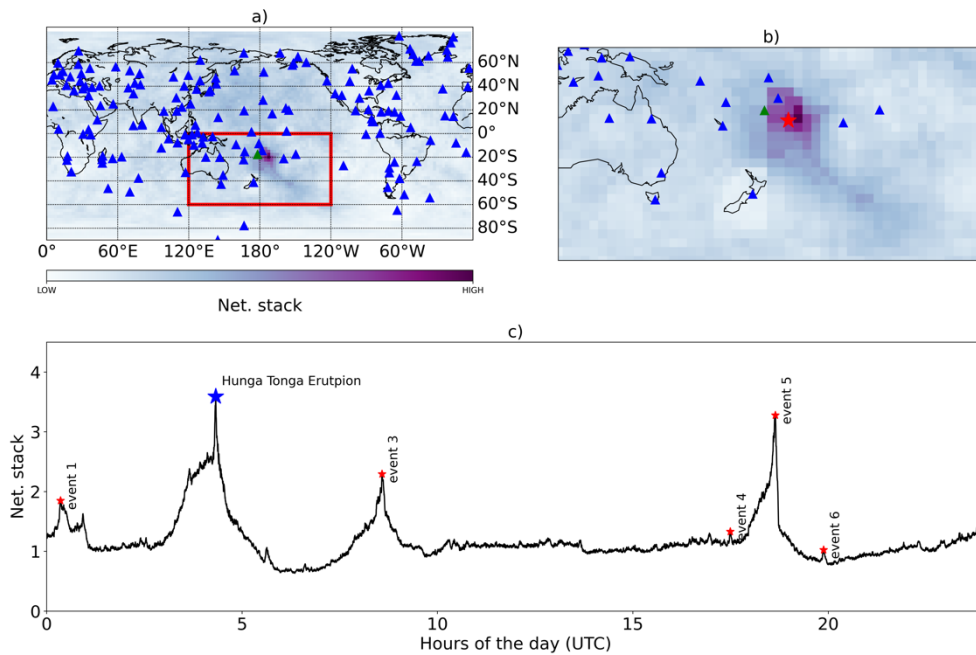 a)
60°N
40°N
20°N
0°
20°S
40°S
60°S
80°S
0° 60°E 120°E 180° 120°W 60°W
LOW HIGH
Net. stack
b)
c)
Net. stack
4
3
2
1
0
Hunga Tonga Erutpion
event 1
event 3
event 4
event 5
event 6
0 5 10 15 20
Hours of the day (UTC)